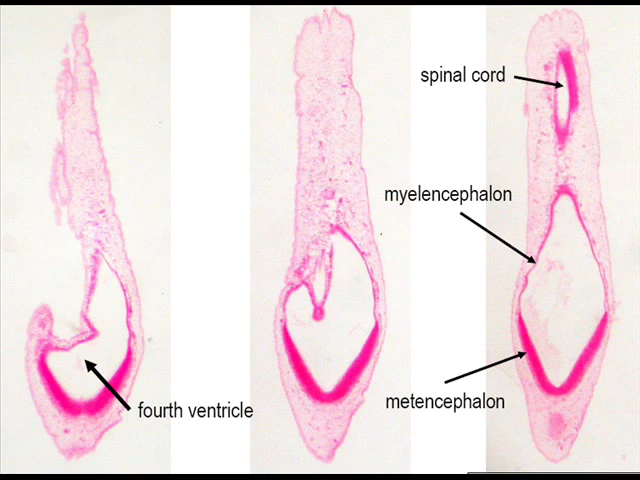 spinal cord
myelencephalon
metencephalon
fourth ventricle